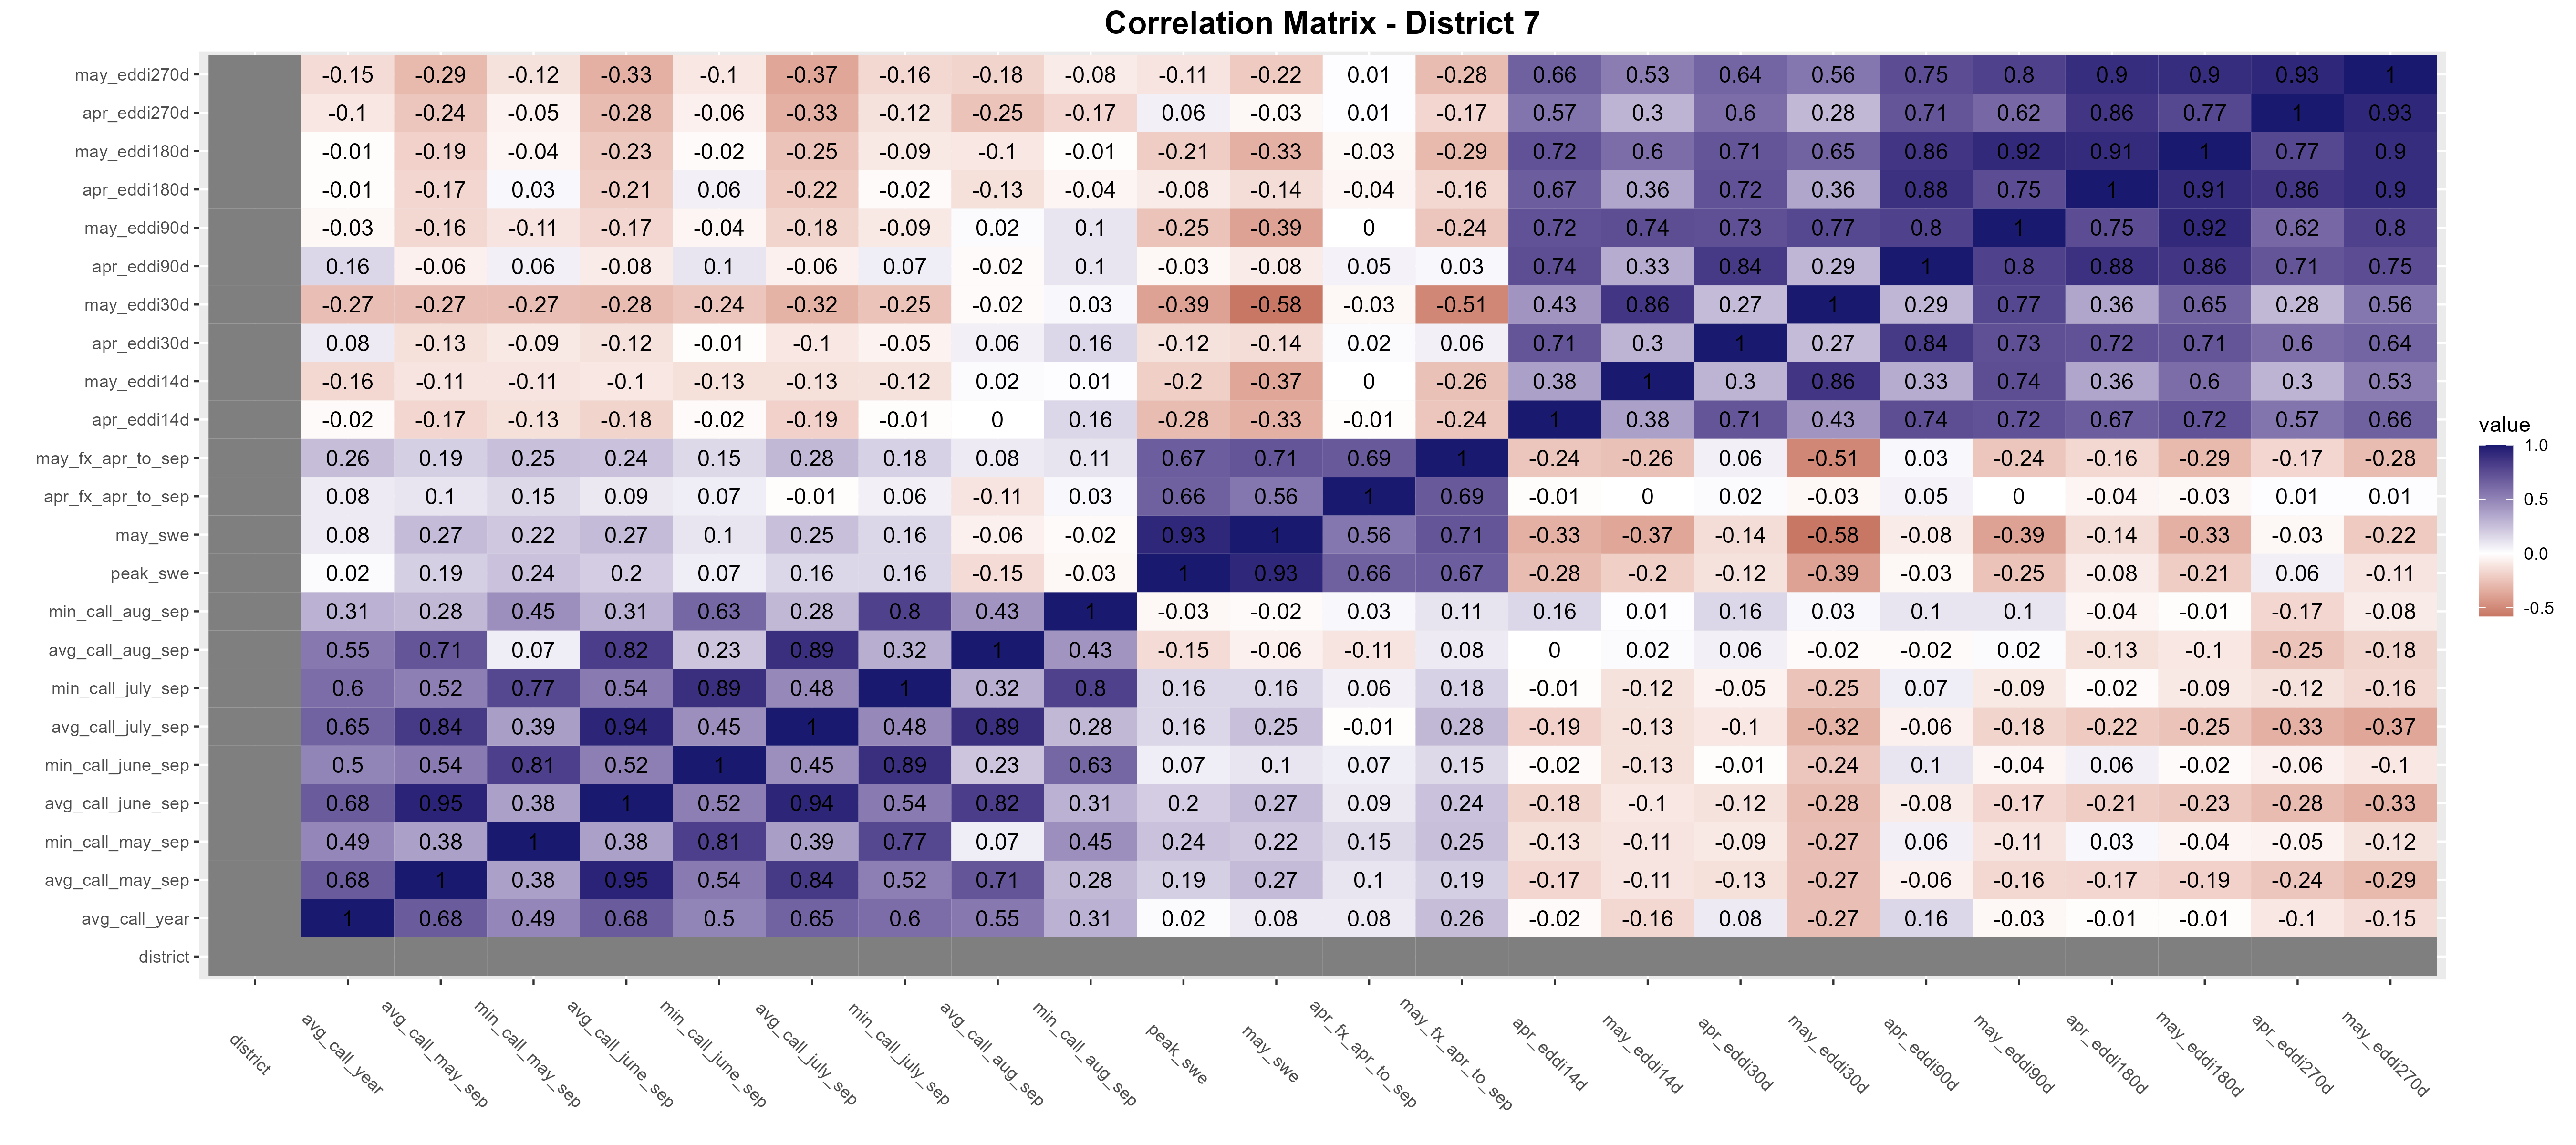 Correlation Matrix - District 7
may_eddi270d -0.15 -0.29 -0.12 -0.33 -0.1 -0.37 -0.16 -0.18 -0.08 -0.11 -0.22 0.01 -0.28 0.66 0.53 0.64 0.56 0.75 0.8 0.9 0.9 0.93 1
apr_eddi270d -0.1 -0.24 -0.05 -0.28 -0.06 -0.33 -0.12 -0.25 -0.17 0.06 -0.03 0.01 -0.17 0.57 0.3 0.6 0.28 0.71 0.62 0.86 0.77 1 0.93
may_eddi180d -0.01 -0.19 -0.04 -0.23 -0.02 -0.25 -0.09 -0.1 -0.01 -0.21 -0.33 -0.03 -0.29 0.72 0.6 0.71 0.65 0.86 0.92 0.91 1 0.77 0.9
apr_eddi180d -0.01 -0.17 0.03 -0.21 0.06 -0.22 -0.02 -0.13 -0.04 -0.08 -0.14 -0.04 -0.16 0.67 0.36 0.72 0.36 0.88 0.75 1 0.91 0.86 0.9
may_eddi90d -0.03 -0.16 -0.11 -0.17 -0.04 -0.18 -0.09 0.02 0.1 -0.25 -0.39 0 -0.24 0.72 0.74 0.73 0.77 0.8 1 0.75 0.92 0.62 0.8
apr_eddi90d 0.16 -0.06 0.06 -0.08 0.1 -0.06 0.07 -0.02 0.1 -0.03 -0.08 0.05 0.03 0.74 0.33 0.84 0.29 1 0.8 0.88 0.86 0.71 0.75
may_eddi30d -0.27 -0.27 -0.27 -0.28 -0.24 -0.32 -0.25 -0.02 0.03 -0.39 -0.58 -0.03 -0.51 0.43 0.86 0.27 1 0.29 0.77 0.36 0.65 0.28 0.56
apr_eddi30d 0.08 -0.13 -0.09 -0.12 -0.01 -0.1 -0.05 0.06 0.16 -0.12 -0.14 0.02 0.06 0.71 0.3 1 0.27 0.84 0.73 0.72 0.71 0.6 0.64
may_eddi14d -0.16 -0.11 -0.11 -0.1 -0.13 -0.13 -0.12 0.02 0.01 -0.2 -0.37 0 -0.26 0.38 1 0.3 0.86 0.33 0.74 0.36 0.6 0.3 0.53
apr_eddi14d -0.02 -0.17 -0.13 -0.18 -0.02 -0.19 -0.01 0 0.16 -0.28 -0.33 -0.01 -0.24 1 0.38 0.71 0.43 0.74 0.72 0.67 0.72 0.57 0.66
may_fx_apr_to_sep 0.26 0.19 0.25 0.24 0.15 0.28 0.18 0.08 0.11 0.67 0.71 0.69 1 -0.24 -0.26 0.06 -0.51 0.03 -0.24 -0.16 -0.29 -0.17 -0.28
apr_fx_apr_to_sep 0.08 0.1 0.15 0.09 0.07 -0.01 0.06 -0.11 0.03 0.66 0.56 1 0.69 -0.01 0 0.02 -0.03 0.05 0 -0.04 -0.03 0.01 0.01
may_swe 0.08 0.27 0.22 0.27 0.1 0.25 0.16 -0.06 -0.02 0.93 1 0.56 0.71 -0.33 -0.37 -0.14 -0.58 -0.08 -0.39 -0.14 -0.33 -0.03 -0.22
peak_swe 0.02 0.19 0.24 0.2 0.07 0.16 0.16 -0.15 -0.03 1 0.93 0.66 0.67 -0.28 -0.2 -0.12 -0.39 -0.03 -0.25 -0.08 -0.21 0.06 -0.11
min_call_aug_sep 0.31 0.28 0.45 0.31 0.63 0.28 0.8 0.43 1 -0.03 -0.02 0.03 0.11 0.16 0.01 0.16 0.03 0.1 0.1 -0.04 -0.01 -0.17 -0.08
avg_call_aug_sep 0.55 0.71 0.07 0.82 0.23 0.89 0.32 1 0.43 -0.15 -0.06 -0.11 0.08 0 0.02 0.06 -0.02 -0.02 0.02 -0.13 -0.1 -0.25 -0.18
min_call_july_sep 0.6 0.52 0.77 0.54 0.89 0.48 1 0.32 0.8 0.16 0.16 0.06 0.18 -0.01 -0.12 -0.05 -0.25 0.07 -0.09 -0.02 -0.09 -0.12 -0.16
avg_call_july_sep 0.65 0.84 0.39 0.94 0.45 1 0.48 0.89 0.28 0.16 0.25 -0.01 0.28 -0.19 -0.13 -0.1 -0.32 -0.06 -0.18 -0.22 -0.25 -0.33 -0.37
min_call_june_sep 0.5 0.54 0.81 0.52 1 0.45 0.89 0.23 0.63 0.07 0.1 0.07 0.15 -0.02 -0.13 -0.01 -0.24 0.1 -0.04 0.06 -0.02 -0.06 -0.1
avg_call_june_sep 0.68 0.95 0.38 1 0.52 0.94 0.54 0.82 0.31 0.2 0.27 0.09 0.24 -0.18 -0.1 -0.12 -0.28 -0.08 -0.17 -0.21 -0.23 -0.28 -0.33
min_call_may_sep 0.49 0.38 1 0.38 0.81 0.39 0.77 0.07 0.45 0.24 0.22 0.15 0.25 -0.13 -0.11 -0.09 -0.27 0.06 -0.11 0.03 -0.04 -0.05 -0.12
avg_call_may_sep 0.68 1 0.38 0.95 0.54 0.84 0.52 0.71 0.28 0.19 0.27 0.1 0.19 -0.17 -0.11 -0.13 -0.27 -0.06 -0.16 -0.17 -0.19 -0.24 -0.29
avg_call_year 1 0.68 0.49 0.68 0.5 0.65 0.6 0.55 0.31 0.02 0.08 0.08 0.26 -0.02 -0.16 0.08 -0.27 0.16 -0.03 -0.01 -0.01 -0.1 -0.15
district
district avg_call_year avg_call_may_sep min_call_may_sep avg_call_june_sep min_call_june_sep avg_call_july_sep min_call_july_sep avg_call_aug_sep min_call_aug_sep peak_swe may_swe apr_fx_apr_to_sep may_fx_apr_to_sep apr_eddi14d may_eddi14d apr_eddi30d may_eddi30d apr_eddi90d may_eddi90d apr_eddi180d may_eddi180d apr_eddi270d may_eddi270d
value
1.0
0.5
0.0
-0.5